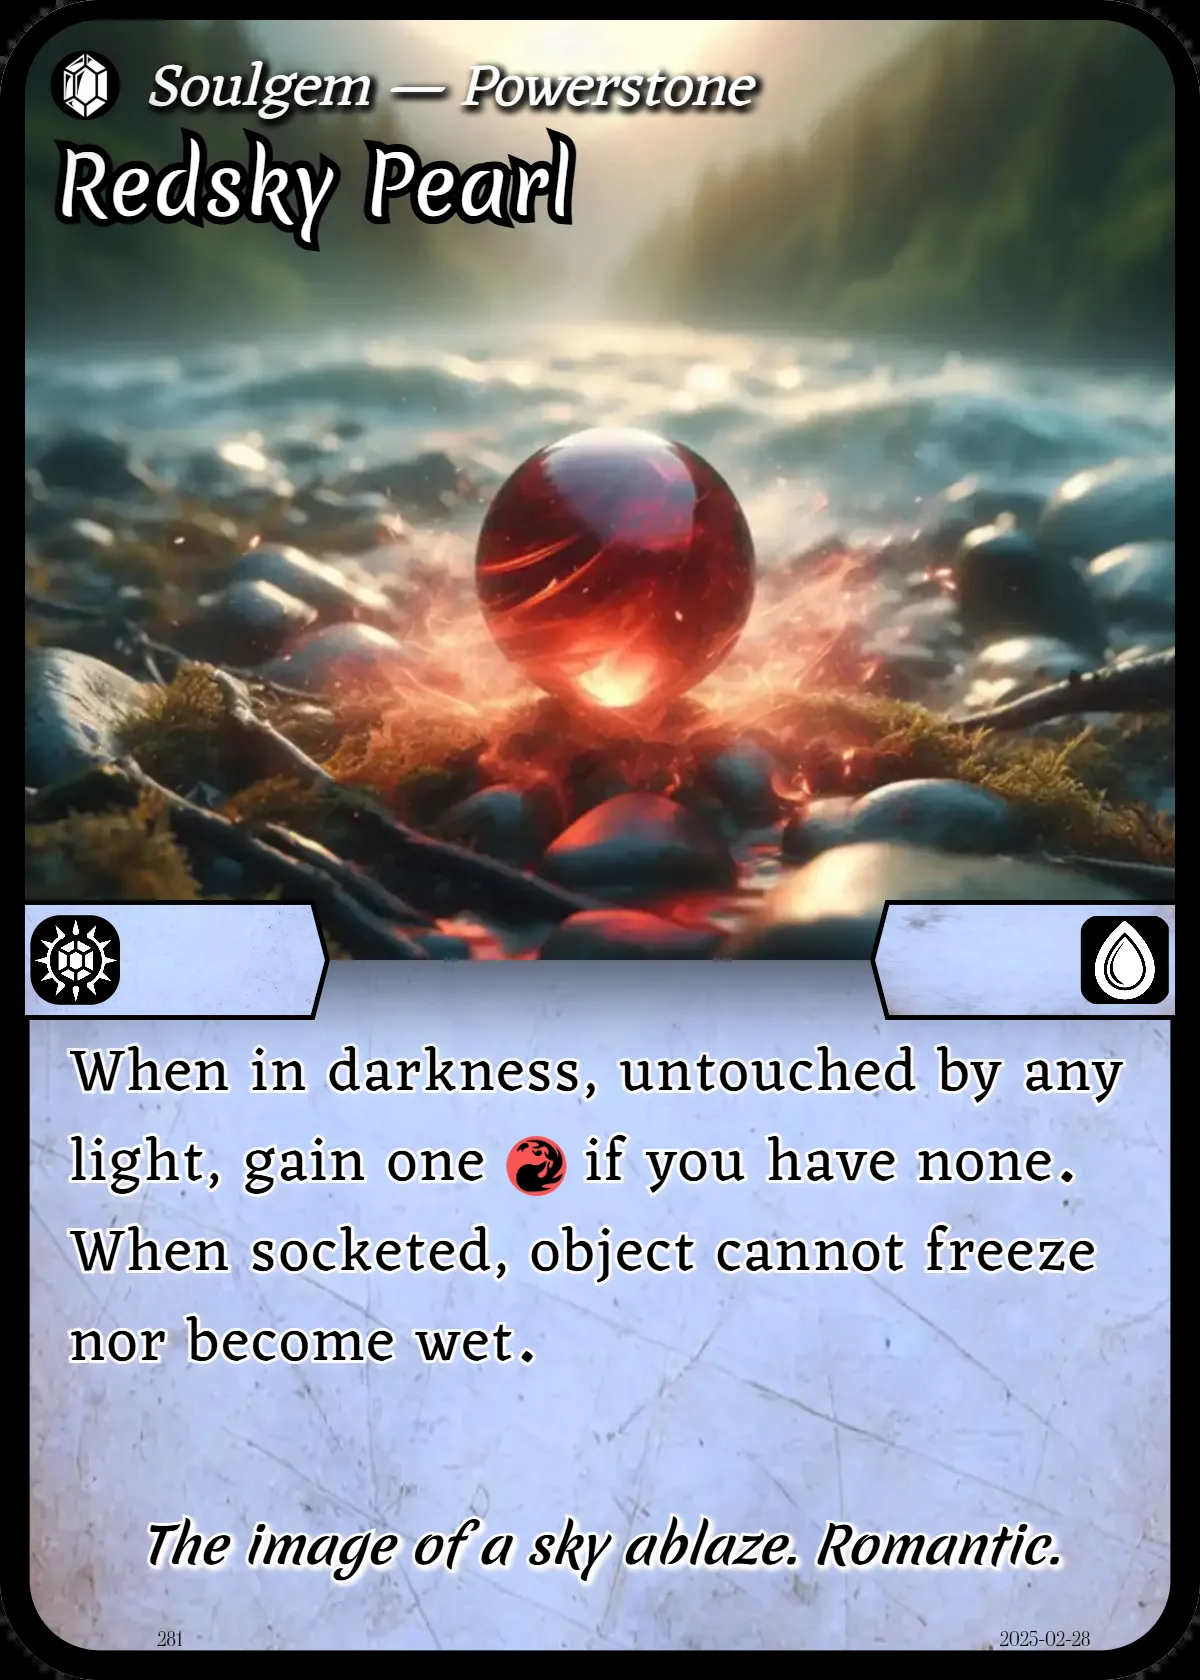 Soulgem — Powerstone
Redsky Pearl
When in darkness, untouched by any
light, gain one if you have none.
When socketed, object cannot freeze
nor become wet.
The image of a sky ablaze. Romantic.
281
2025-02-28